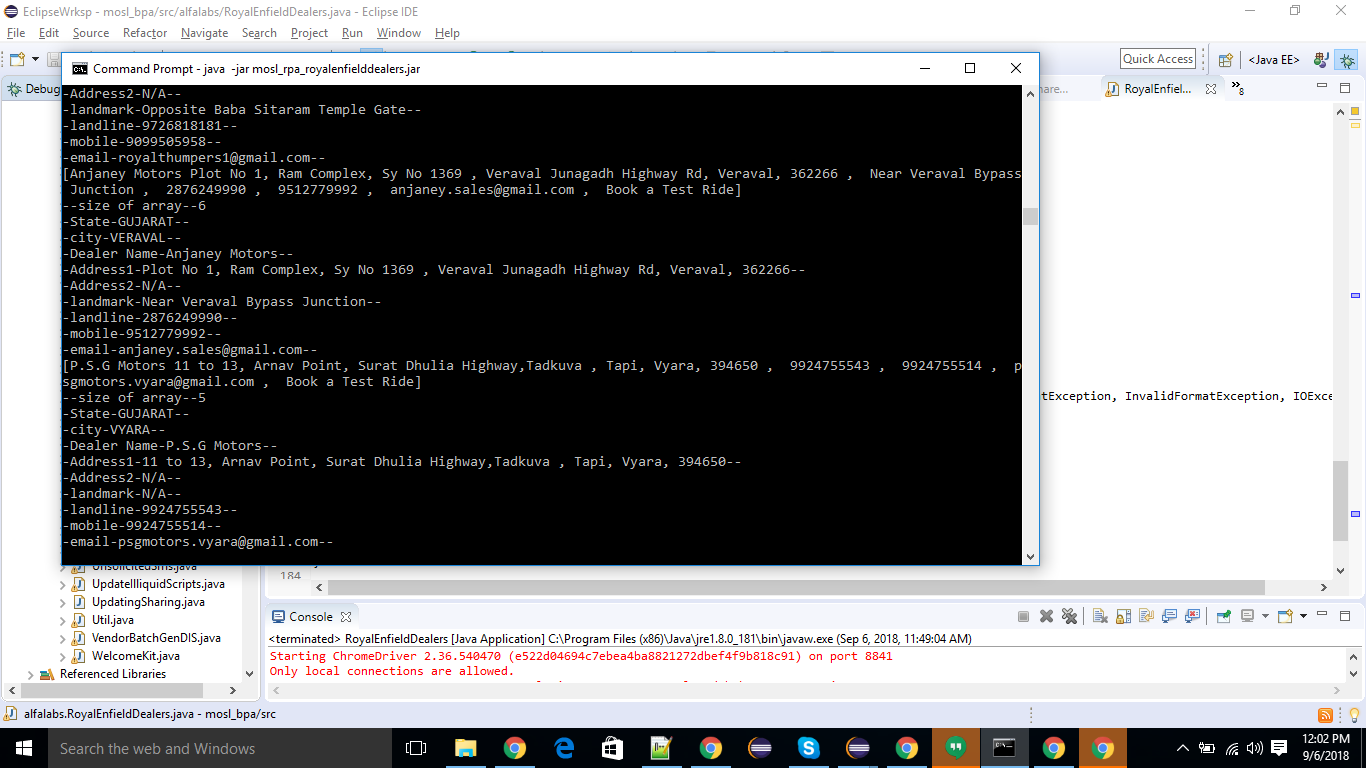 EclipseWrksp - mosl_bpa/src/alfalabs/RoyalEnfieldDealers.java - Eclipse IDE
File Edit Source Refactor Navigate Search Project Run Window Help
Quick Access <Java EE>
Debug
RoyalEnfiel... »8
Command Prompt - java -jar mosl_rpa_royalenfielddealers.jar
-Address2-N/A--
-landmark-Opposite Baba Sitaram Temple Gate--
-landline-9726818181--
-mobile-9099505958--
-email-royalthumpers1@gmail.com--
[Anjaney Motors Plot No 1, Ram Complex, Sy No 1369 , Veraval Junagadh Highway Rd, Veraval, 362266 ,  Near Veraval Bypass
 Junction ,  2876249990 ,  9512779992 ,  anjaney.sales@gmail.com ,  Book a Test Ride]
--size of array--6
-State-GUJARAT--
-city-VERAVAL--
-Dealer Name-Anjaney Motors--
-Address1-Plot No 1, Ram Complex, Sy No 1369 , Veraval Junagadh Highway Rd, Veraval, 362266--
-Address2-N/A--
-landmark-Near Veraval Bypass Junction--
-landline-2876249990--
-mobile-9512779992--
-email-anjaney.sales@gmail.com--
[P.S.G Motors 11 to 13, Arnav Point, Surat Dhulia Highway,Tadkuva , Tapi, Vyara, 394650 ,  9924755543 ,  9924755514 ,  p
sgmotors.vyara@gmail.com ,  Book a Test Ride]
--size of array--5
-State-GUJARAT--
-city-VYARA--
-Dealer Name-P.S.G Motors--
-Address1-11 to 13, Arnav Point, Surat Dhulia Highway,Tadkuva , Tapi, Vyara, 394650--
-Address2-N/A--
-landmark-N/A--
-landline-9924755543--
-mobile-9924755514--
-email-psgmotors.vyara@gmail.com--
tException, InvalidFormatException, IOExce
184
UnsolicitedSms.java
UpdateIlliquidScripts.java
UpdatingSharing.java
Util.java
VendorBatchGenDIS.java
WelcomeKit.java
Referenced Libraries
Console
<terminated> RoyalEnfieldDealers [Java Application] C:\Program Files (x86)\Java\jre1.8.0_181\bin\javaw.exe (Sep 6, 2018, 11:49:04 AM)
Starting ChromeDriver 2.36.540470 (e522d04694c7ebea4ba8821272dbef4f9b818c91) on port 8841
Only local connections are allowed.
alfalabs.RoyalEnfieldDealers.java - mosl_bpa/src
Search the web and Windows
12:02 PM
9/6/2018